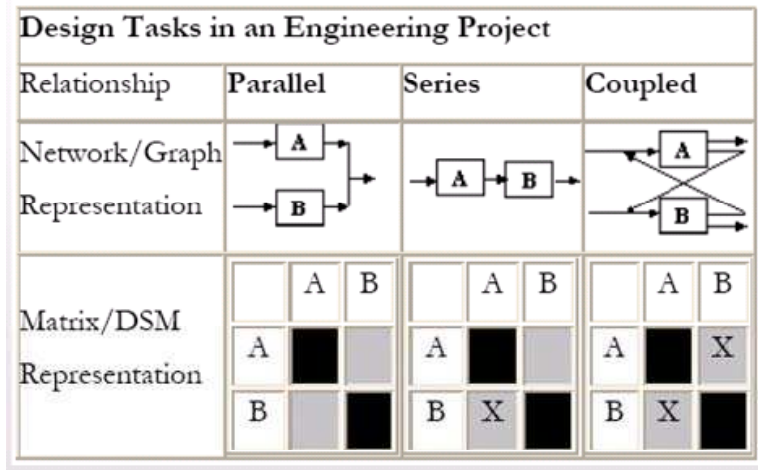 Design Tasks in an Engineering Project
Relationship Parallel Series Coupled
Network/Graph
Representation
A
B
A B
A
B
Matrix/DSM
Representation
A B
A
B
A B
A
B X
A B
A X
B X